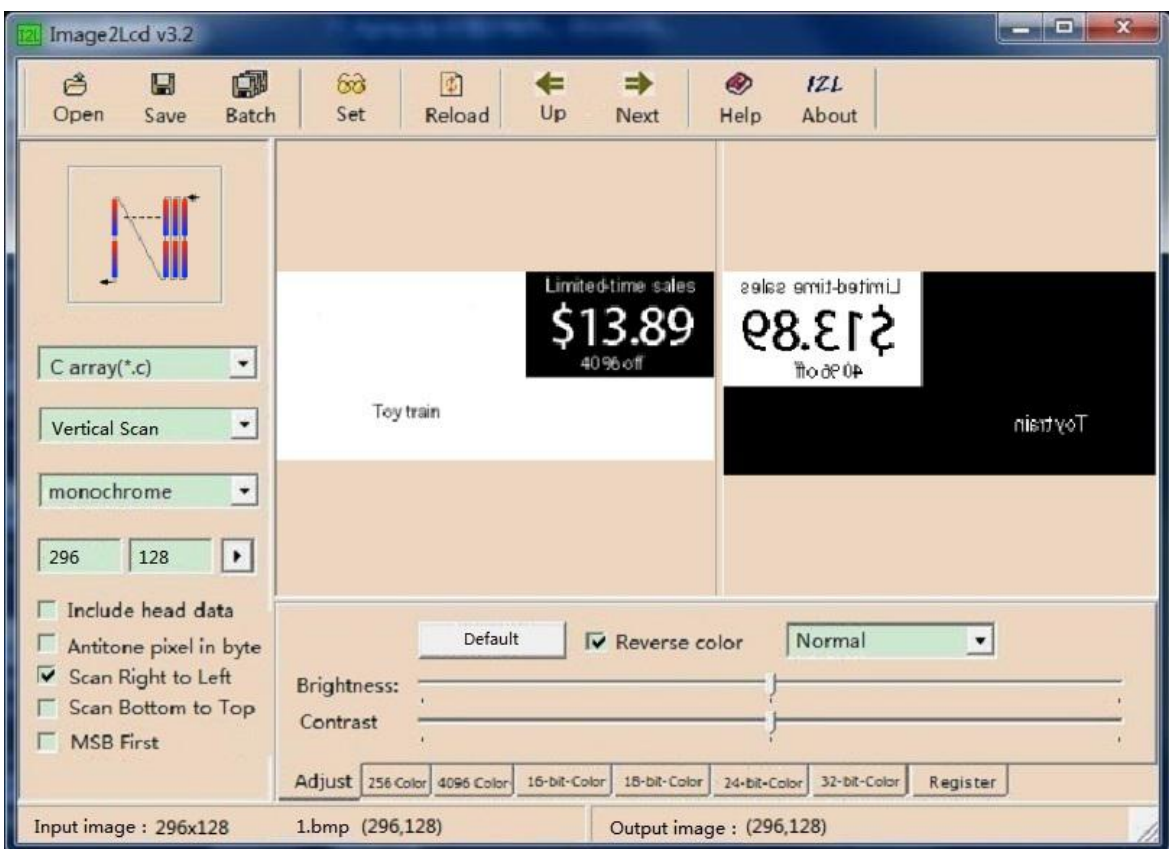 I2L Image2Lcd v3.2
Open Save Batch Set Reload Up Next Help About
I2L
C array(*.c)
Vertical Scan
monochrome
296 128
Include head data
Antitone pixel in byte
Scan Right to Left
Scan Bottom to Top
MSB First
Limited-time sales
$13.89
40% off
Toy train
Limited-time sales
$13.89
40% off
Toy train
Default Reverse color Normal
Brightness:
Contrast
Adjust 256 Color 4096 Color 16-bit-Color 18-bit-Color 24-bit-Color 32-bit-Color Register
Input image : 296x128 1.bmp (296,128) Output image : (296,128)